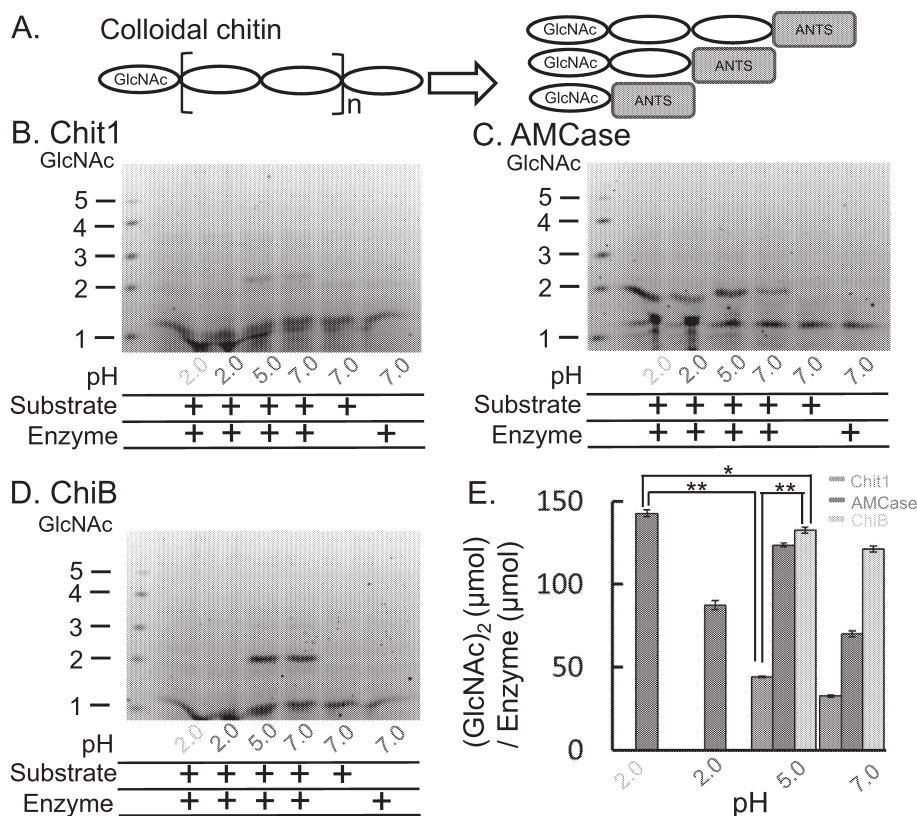 A. Colloidal chitin
GlcNAc
n
GlcNAc ANTS
GlcNAc ANTS
GlcNAc ANTS
B. Chit1
GlcNAc
5
4
3
2
1
pH 2.0 2.0 5.0 7.0 7.0 7.0
Substrate + + + + +
Enzyme + + + + +
C. AMCase
GlcNAc
5
4
3
2
1
pH 2.0 2.0 5.0 7.0 7.0 7.0
Substrate + + + + +
Enzyme + + + + +
D. ChiB
GlcNAc
5
4
3
2
1
pH 2.0 2.0 5.0 7.0 7.0 7.0
Substrate + + + + +
Enzyme + + + + +
E.
Chit1
AMCase
ChiB
*
** **
(GlcNAc)2 (µmol)
/ Enzyme (µmol)
150
100
50
0
2.0 2.0 5.0 7.0
pH